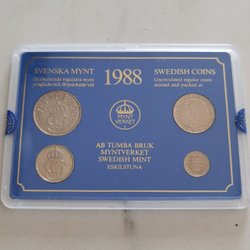 SVENSKA MYNT
Ocirkulerade reguljära mynt
präglade och förpackade vid
1988
SWEDISH COINS
Uncirculated regular coins
minted and packed at
MYNT
VERKET
AB TUMBA BRUK
MYNTVERKET
SWEDISH MINT
ESKILSTUNA